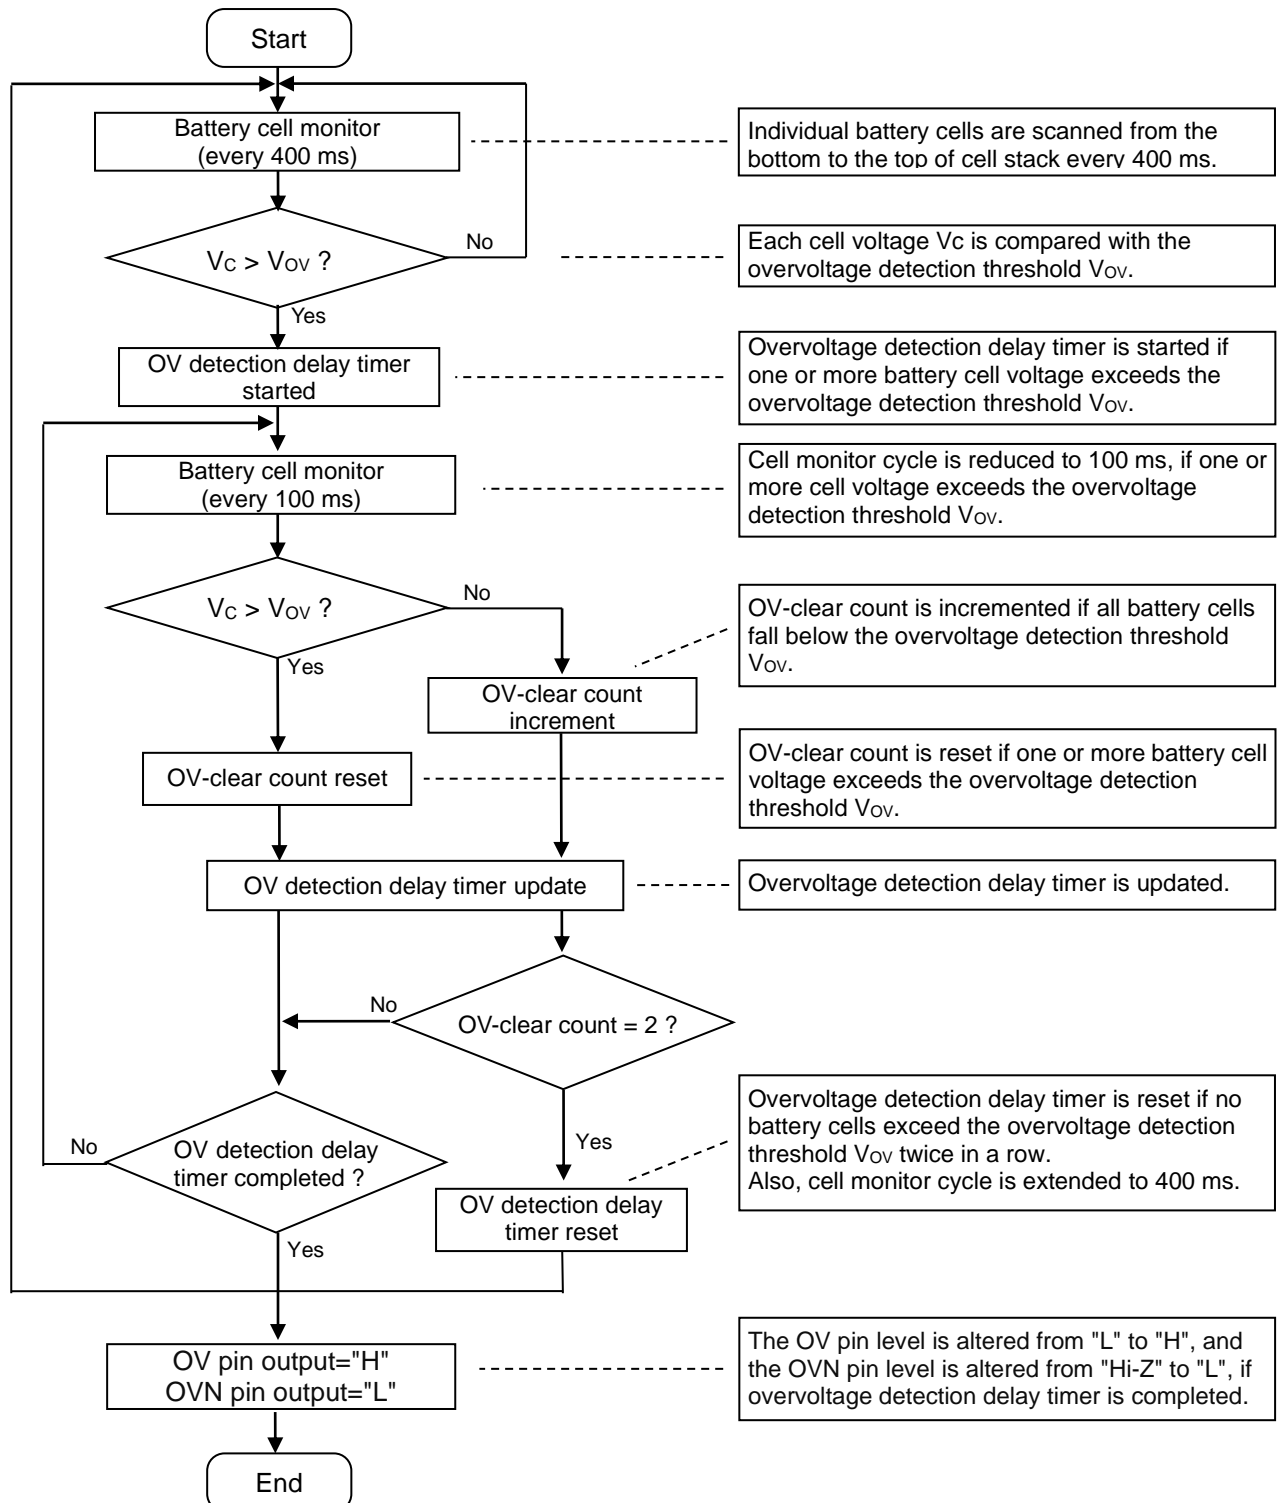 Start
Battery cell monitor
(every 400 ms)
Individual battery cells are scanned from the
bottom to the top of cell stack every 400 ms.
VC > VOV ?
No
Each cell voltage Vc is compared with the
overvoltage detection threshold VOV.
Yes
OV detection delay timer
started
Overvoltage detection delay timer is started if
one or more battery cell voltage exceeds the
overvoltage detection threshold VOV.
Battery cell monitor
(every 100 ms)
Cell monitor cycle is reduced to 100 ms, if one or
more cell voltage exceeds the overvoltage
detection threshold VOV.
VC > VOV ?
No
Yes
OV-clear count is incremented if all battery cells
fall below the overvoltage detection threshold
VOV.
OV-clear count
increment
OV-clear count reset
OV-clear count is reset if one or more battery cell
voltage exceeds the overvoltage detection
threshold VOV.
OV detection delay timer update
Overvoltage detection delay timer is updated.
No
OV-clear count = 2 ?
Yes
No
OV detection delay
timer completed ?
Yes
Overvoltage detection delay timer is reset if no
battery cells exceed the overvoltage detection
threshold VOV twice in a row.
Also, cell monitor cycle is extended to 400 ms.
OV detection delay
timer reset
OV pin output="H"
OVN pin output="L"
The OV pin level is altered from "L" to "H", and
the OVN pin level is altered from "Hi-Z" to "L", if
overvoltage detection delay timer is completed.
End